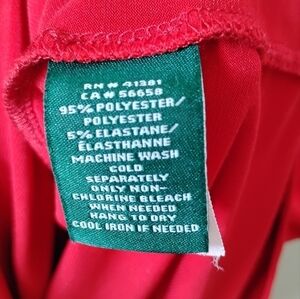 RN # 41381
CA # 56658
95% POLYESTER/
POLYESTER
5% ELASTANE/
ÉLASTHANNE
MACHINE WASH
COLD
SEPARATELY
ONLY NON-
CHLORINE BLEACH
WHEN NEEDED
HANG TO DRY
COOL IRON IF NEEDED